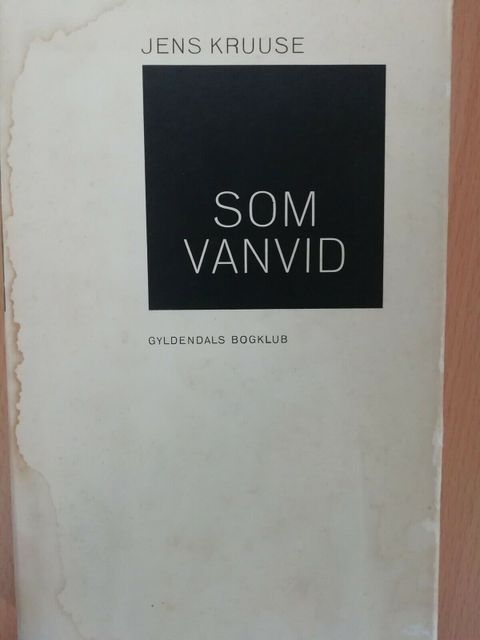 JENS KRUUSE
SOM
VANVID
GYLDENDALS BOGKLUB